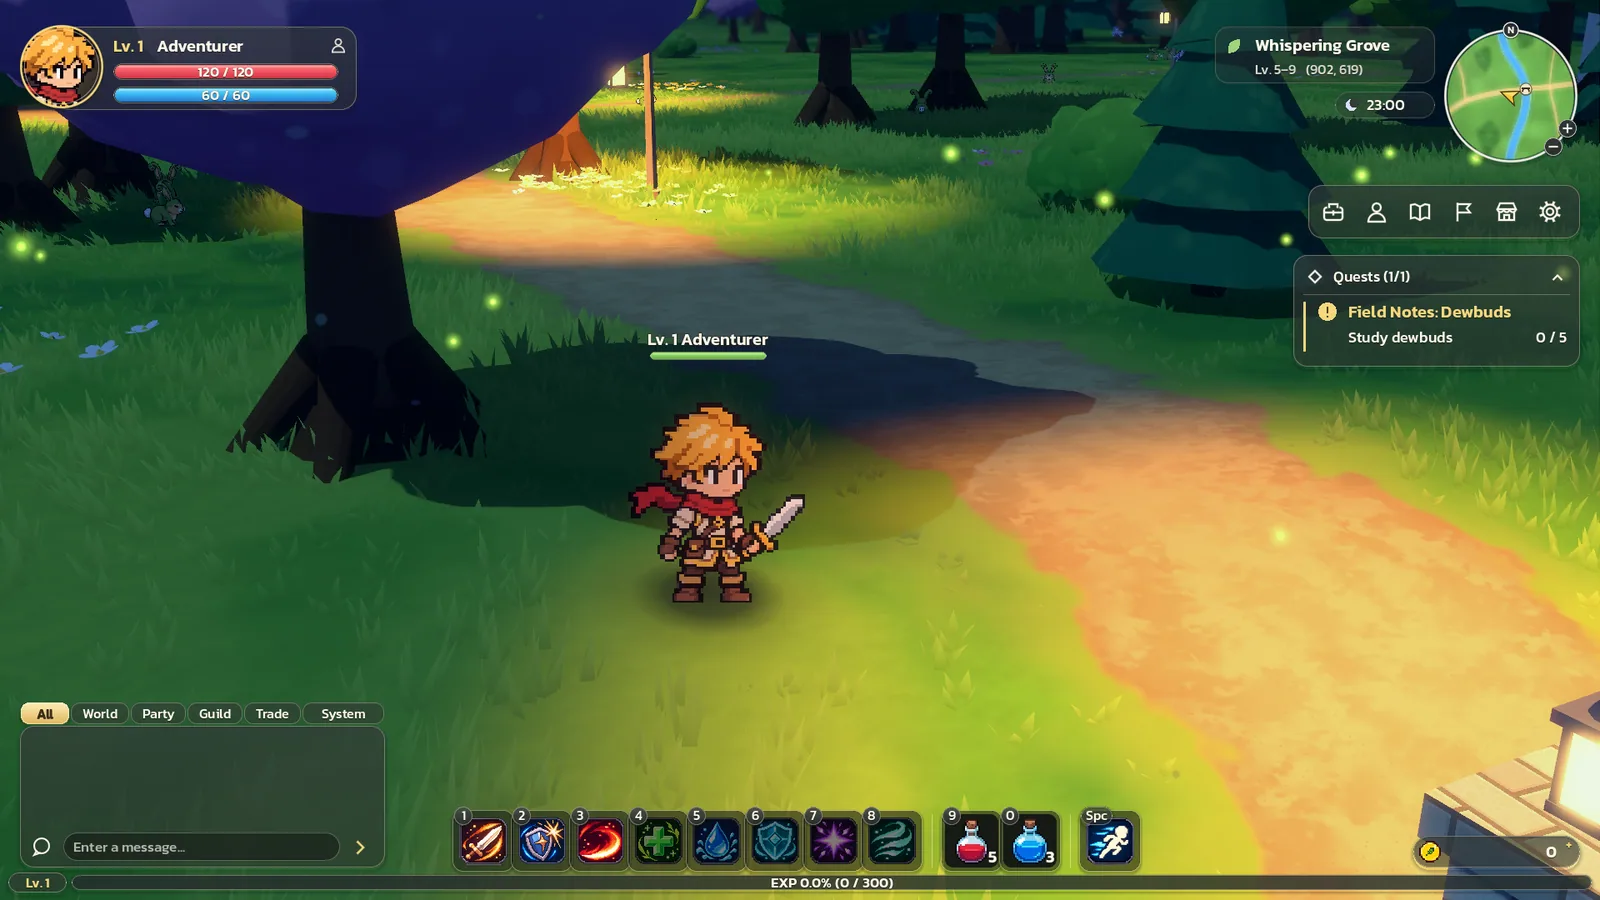 Lv. 1 Adventurer
120 / 120
60 / 60
Whispering Grove
Lv. 5–9 (902, 619)
23:00
N
Quests (1/1)
Field Notes: Dewbuds
Study dewbuds 0 / 5
Lv. 1 Adventurer
All World Party Guild Trade System
Enter a message...
1 2 3 4 5 6 7 8 9 0 Spc
5 3
0
Lv. 1
EXP 0.0% (0 / 300)